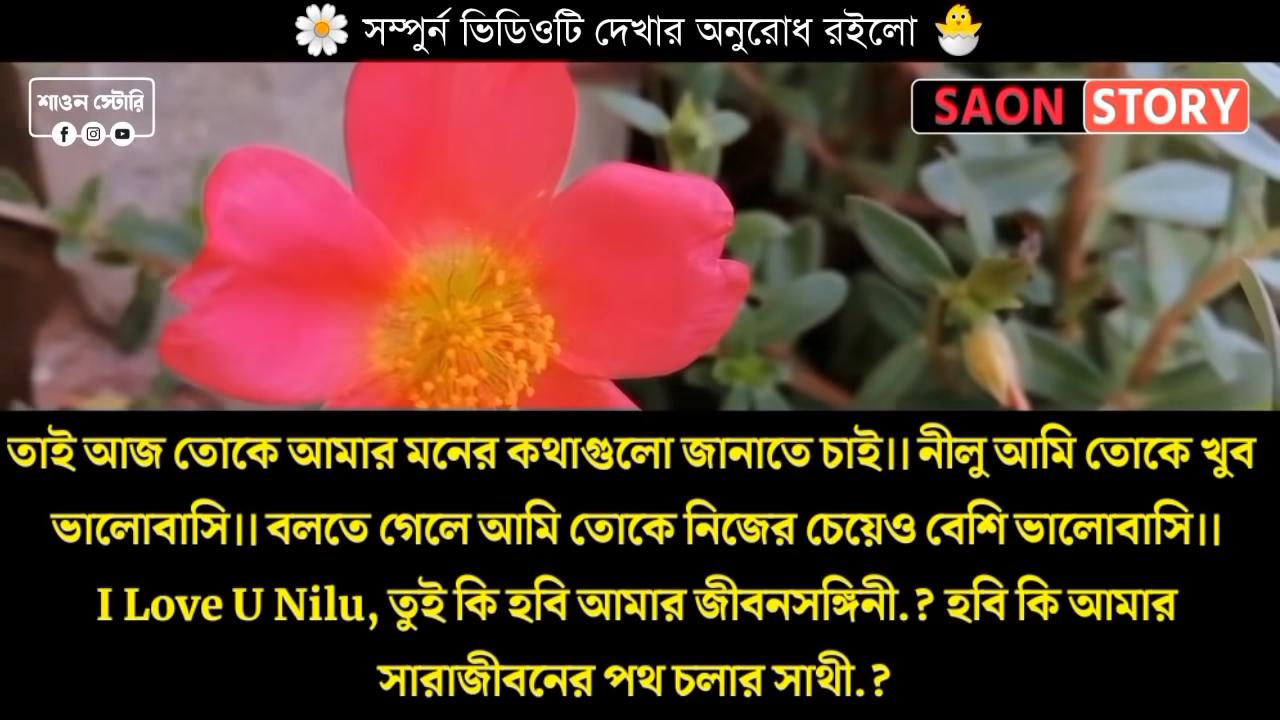 সম্পুর্ন ভিডিওটি দেখার অনুরোধ রইলো
শাওন স্টোরি
SAON STORY
তাই আজ তোকে আমার মনের কথাগুলো জানাতে চাই।। নীলু আমি তোকে খুব
ভালোবাসি।। বলতে গেলে আমি তোকে নিজের চেয়েও বেশি ভালোবাসি।।
I Love U Nilu, তুই কি হবি আমার জীবনসঙ্গিনী.? হবি কি আমার
সারাজীবনের পথ চলার সাথী.?